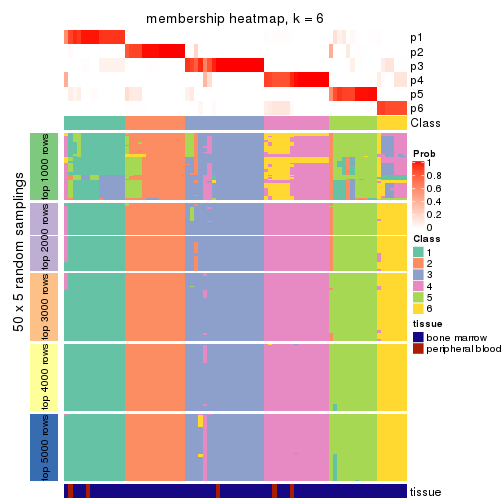 membership heatmap, k = 6
p1
p2
p3
p4
p5
p6
Class
50 x 5 random samplings
top 1000 rows
top 2000 rows
top 3000 rows
top 4000 rows
top 5000 rows
Prob
1
0.8
0.6
0.4
0.2
0
Class
1
2
3
4
5
6
tissue
bone marrow
peripheral blood
tissue